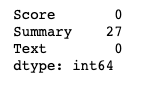 Score       0
Summary    27
Text        0
dtype: int64